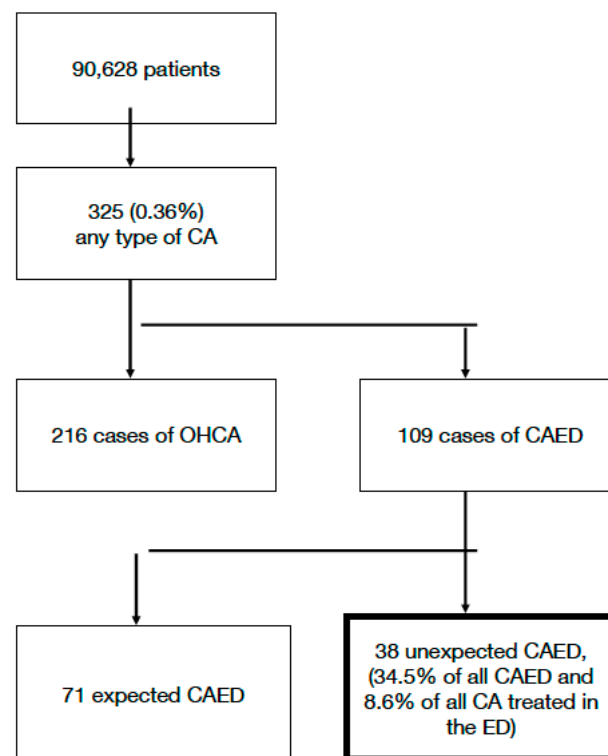 90,628 patients
325 (0.36%)
any type of CA
216 cases of OHCA
109 cases of CAED
71 expected CAED
38 unexpected CAED,
(34.5% of all CAED and
8.6% of all CA treated in
the ED)